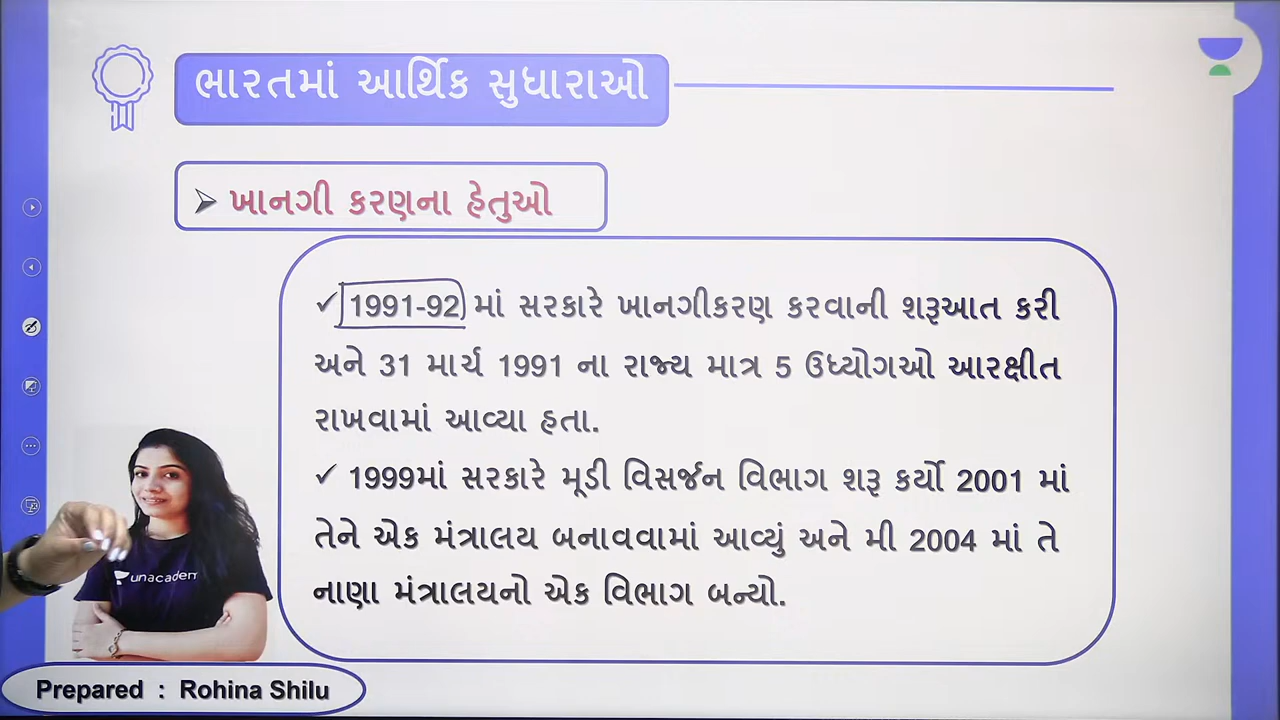 ભારતમાં આર્થિક સુધારાઓ
ખાનગી કરણના હેતુઓ
1991-92 માં સરકારે ખાનગીકરણ કરવાની શરૂઆત કરી
અને 31 માર્ચ 1991 ના રાજ્ય માત્ર 5 ઉધ્યોગઓ આરક્ષીત
રાખવામાં આવ્યા હતા.
1999માં સરકારે મૂડી વિસર્જન વિભાગ શરૂ કર્યો 2001 માં
તેને એક મંત્રાલય બનાવવામાં આવ્યું અને મી 2004 માં તે
નાણા મંત્રાલયનો એક વિભાગ બન્યો.
unacadem
Prepared : Rohina Shilu